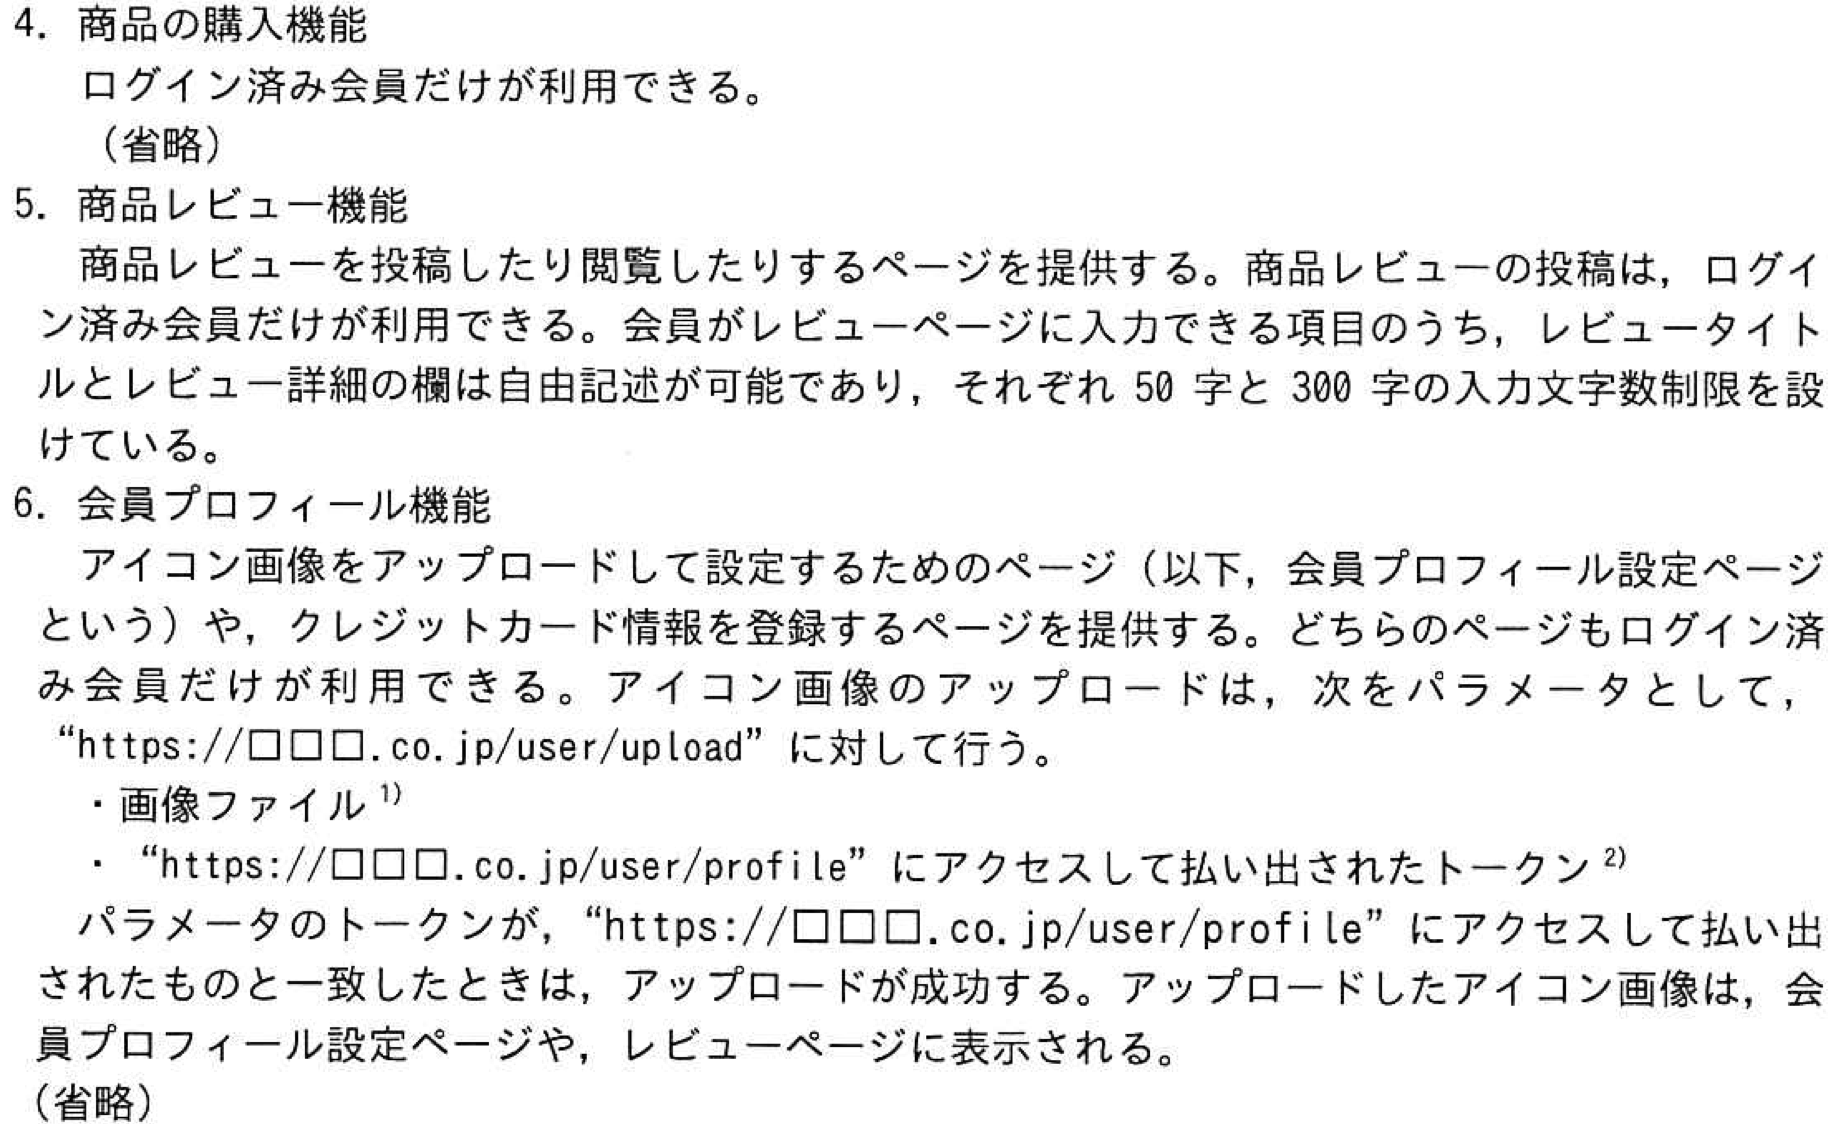 4. 商品の購入機能
ログイン済み会員だけが利用できる。
（省略）
5. 商品レビュー機能
商品レビューを投稿したり閲覧したりするページを提供する。商品レビューの投稿は，ログイ
ン済み会員だけが利用できる。会員がレビューページに入力できる項目のうち，レビュータイト
ルとレビュー詳細の欄は自由記述が可能であり，それぞれ 50 字と 300 字の入力文字数制限を設
けている。
6. 会員プロフィール機能
アイコン画像をアップロードして設定するためのページ（以下，会員プロフィール設定ページ
という）や，クレジットカード情報を登録するページを提供する。どちらのページもログイン済
み会員だけが利用できる。アイコン画像のアップロードは，次をパラメータとして，
“https://□□□.co.jp/user/upload” に対して行う。
・画像ファイル 1)
・“https://□□□.co.jp/user/profile” にアクセスして払い出されたトークン 2)
パラメータのトークンが，“https://□□□.co.jp/user/profile” にアクセスして払い出
されたものと一致したときは，アップロードが成功する。アップロードしたアイコン画像は，会
員プロフィール設定ページや，レビューページに表示される。
（省略）